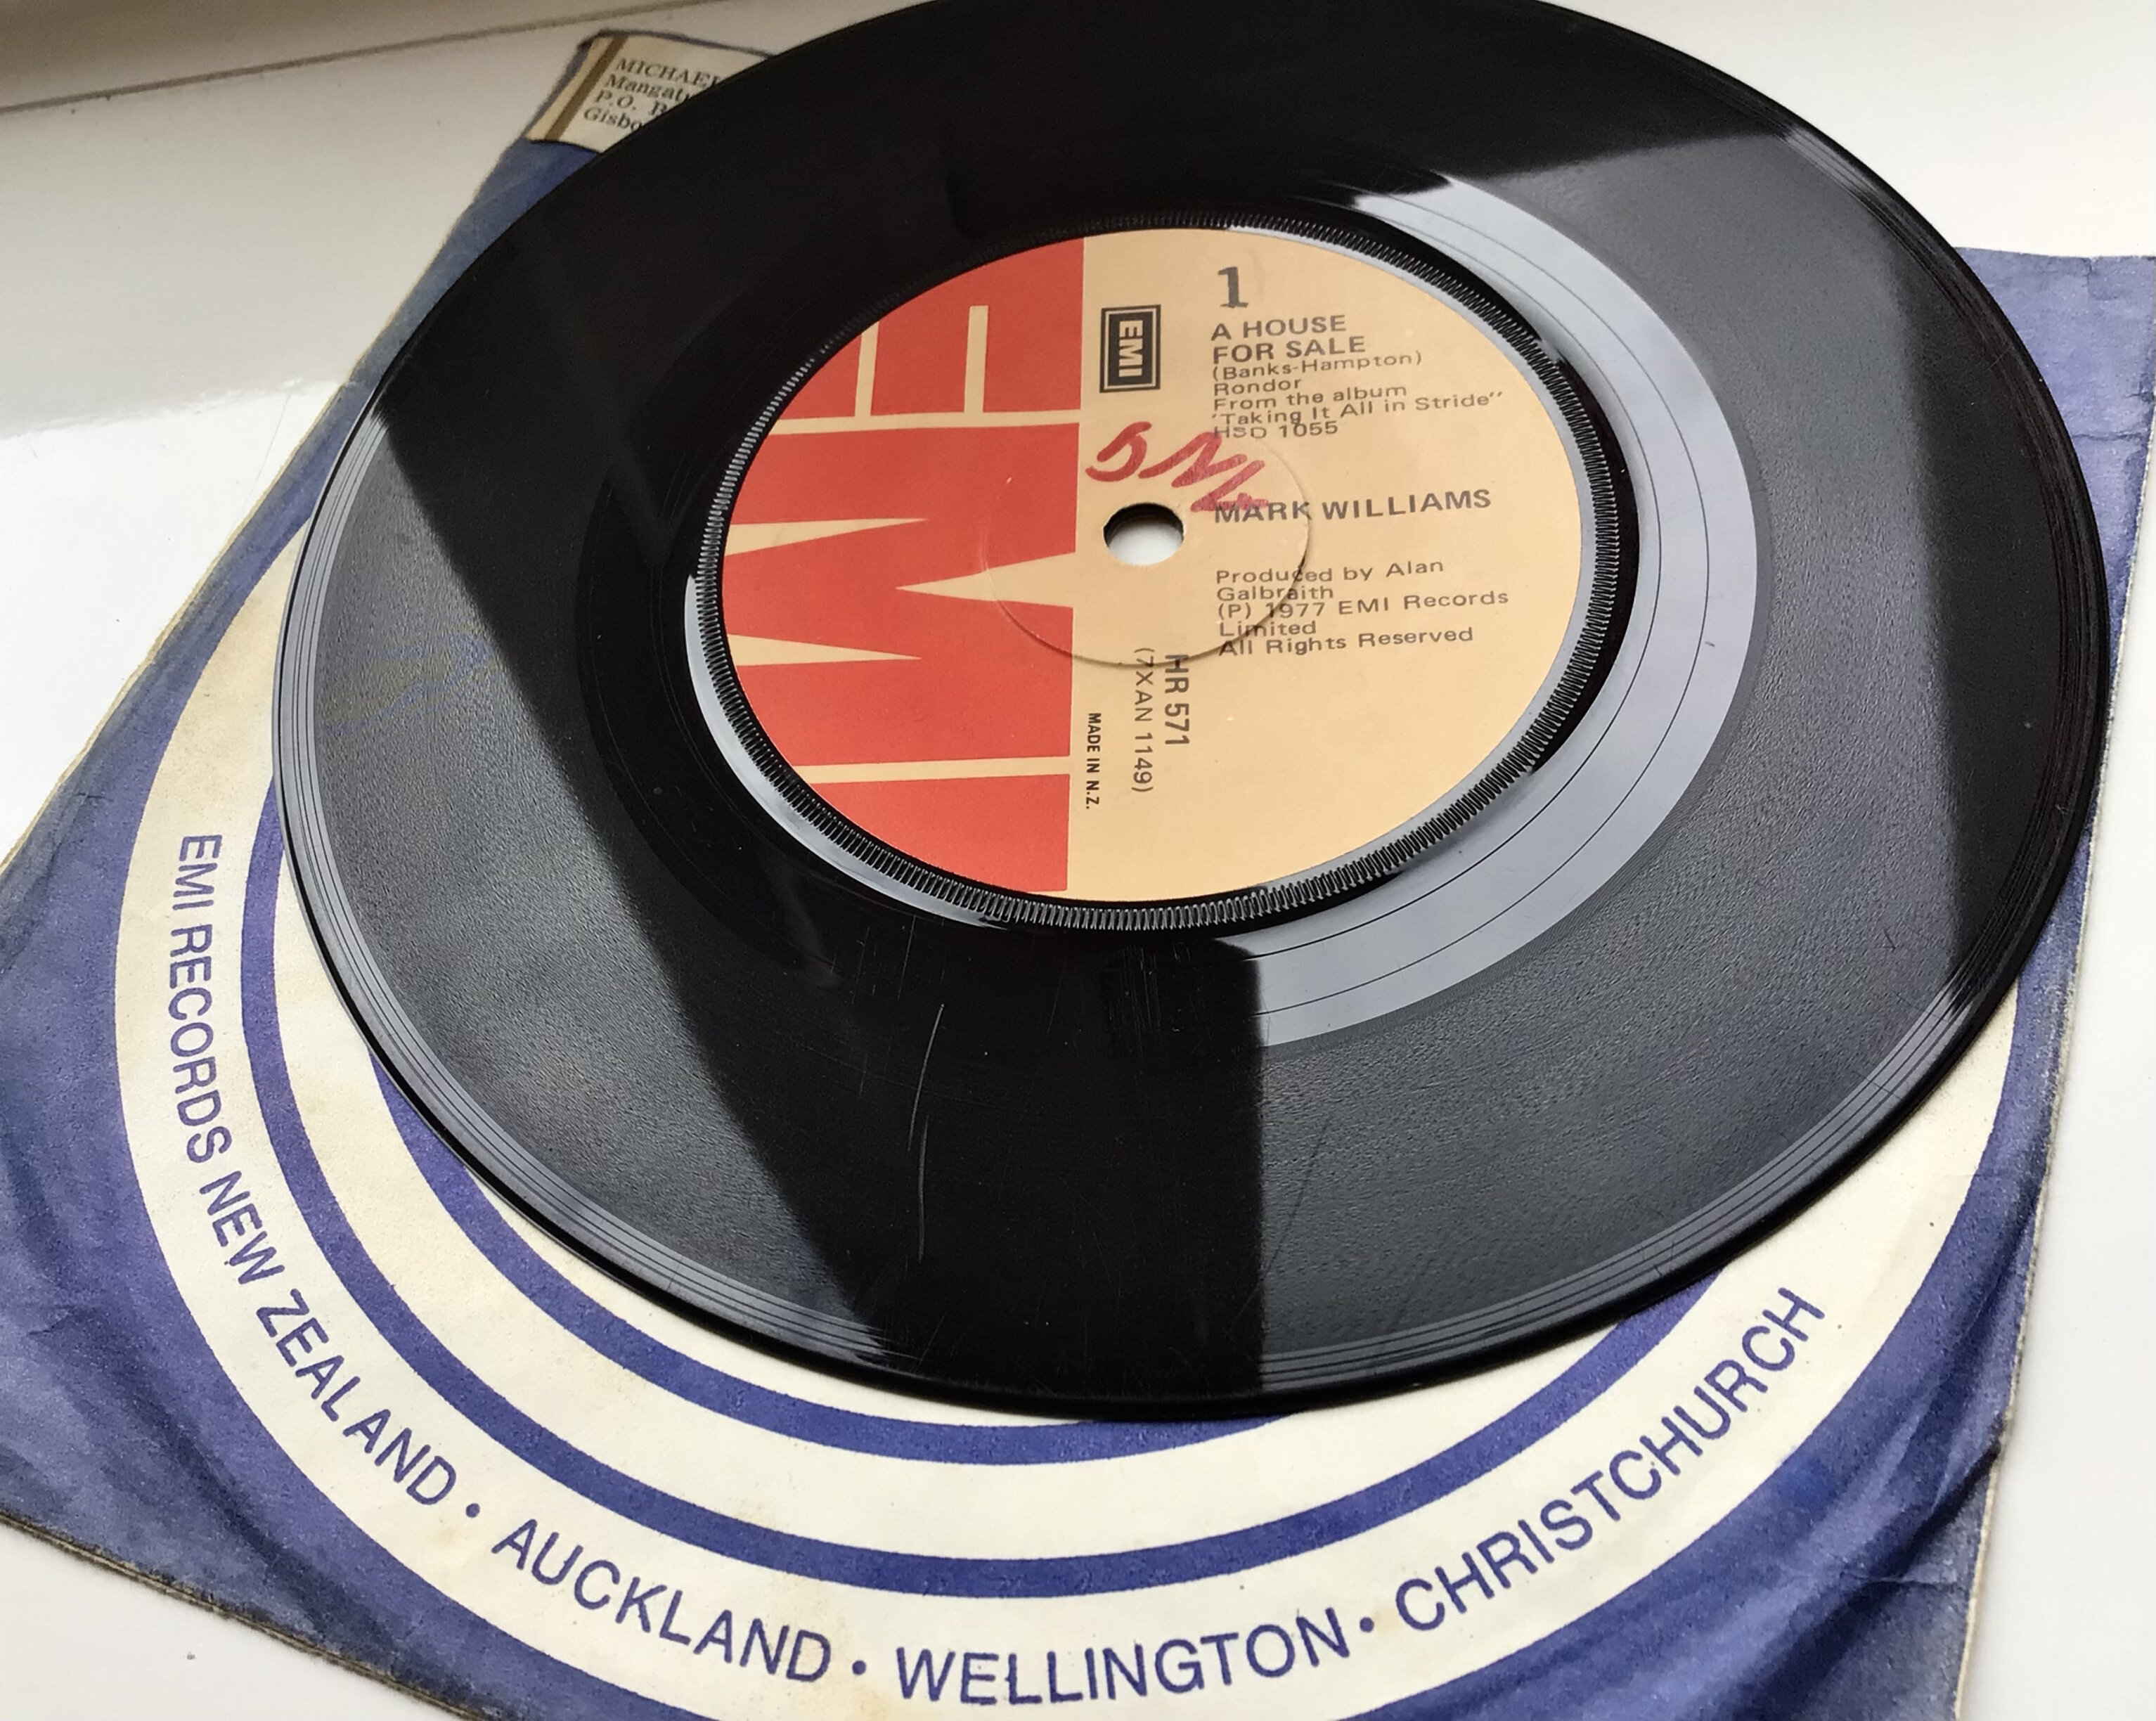 MICHAEL
P.O.
EMI
1
A HOUSE
FOR SALE
(Banks-Hampton)
Rondor
From the album
'Taking It All in Stride"
HSD 1055
EMI
MARK WILLIAMS
Produced by Alan
Galbraith
(P) 1977 EMI Records
Limited
All Rights Reserved
HR 571
(7XAN 1149)
MADE IN N.Z.
EMI RECORDS NEW ZEALAND • AUCKLAND • WELLINGTON • CHRISTCHURCH